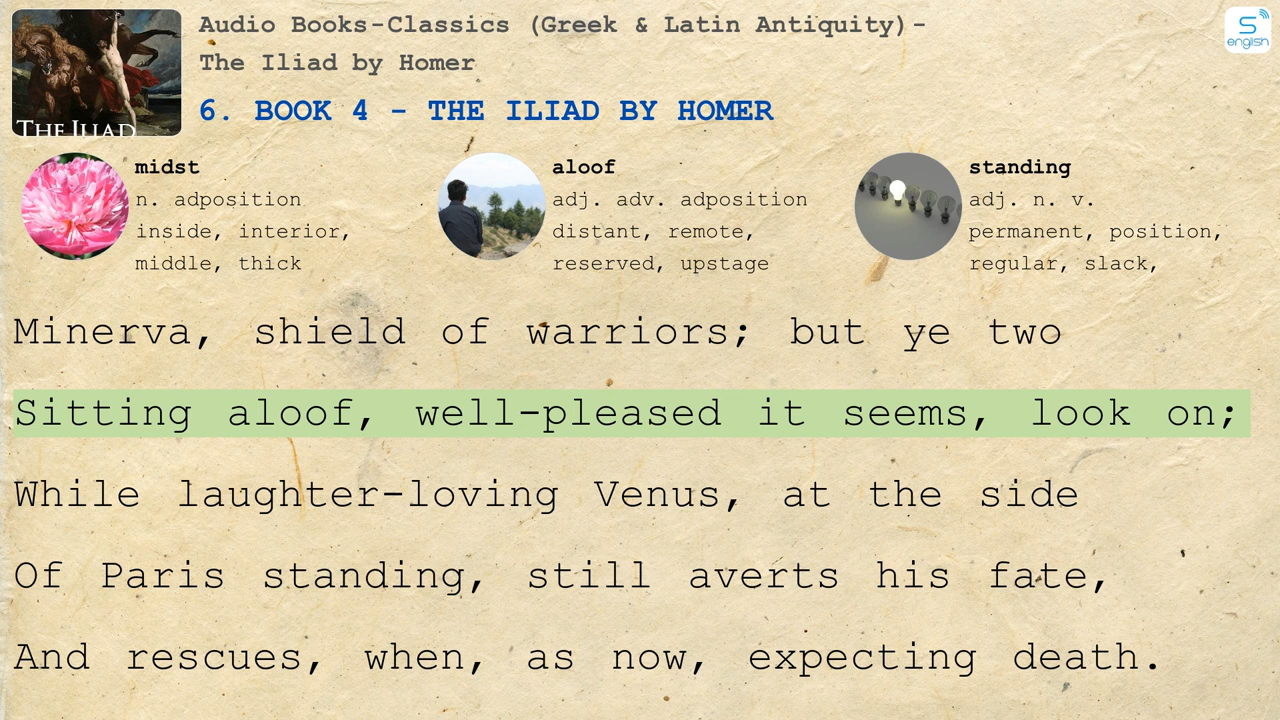 Audio Books-Classics (Greek & Latin Antiquity)-
The Iliad by Homer
6. BOOK 4 - THE ILIAD BY HOMER
THE ILIAD
S
english
midst
n. adposition
inside, interior,
middle, thick
aloof
adj. adv. adposition
distant, remote,
reserved, upstage
standing
adj. n. v.
permanent, position,
regular, slack,
Minerva, shield of warriors; but ye two
Sitting aloof, well-pleased it seems, look on;
While laughter-loving Venus, at the side
Of Paris standing, still averts his fate,
And rescues, when, as now, expecting death.